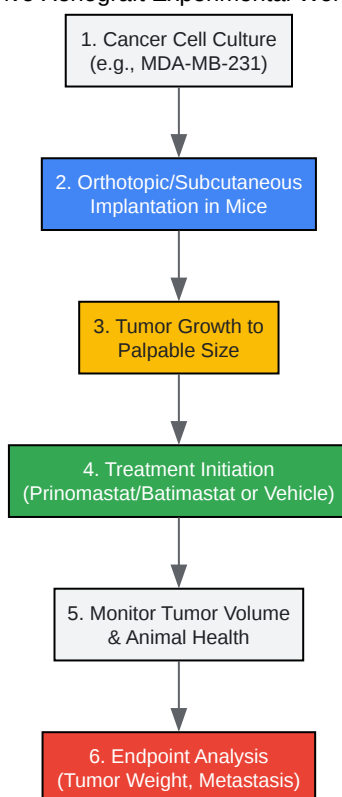 Experimental
1. Cancer Cell Culture
(e.g., MDA-MB-231)
2. Orthotopic/Subcutaneous
Implantation in Mice
3. Tumor Growth to
Palpable Size
4. Treatment Initiation
(Prinomastat/Batimastat or Vehicle)
5. Monitor Tumor Volume
& Animal Health
6. Endpoint Analysis
(Tumor Weight, Metastasis)